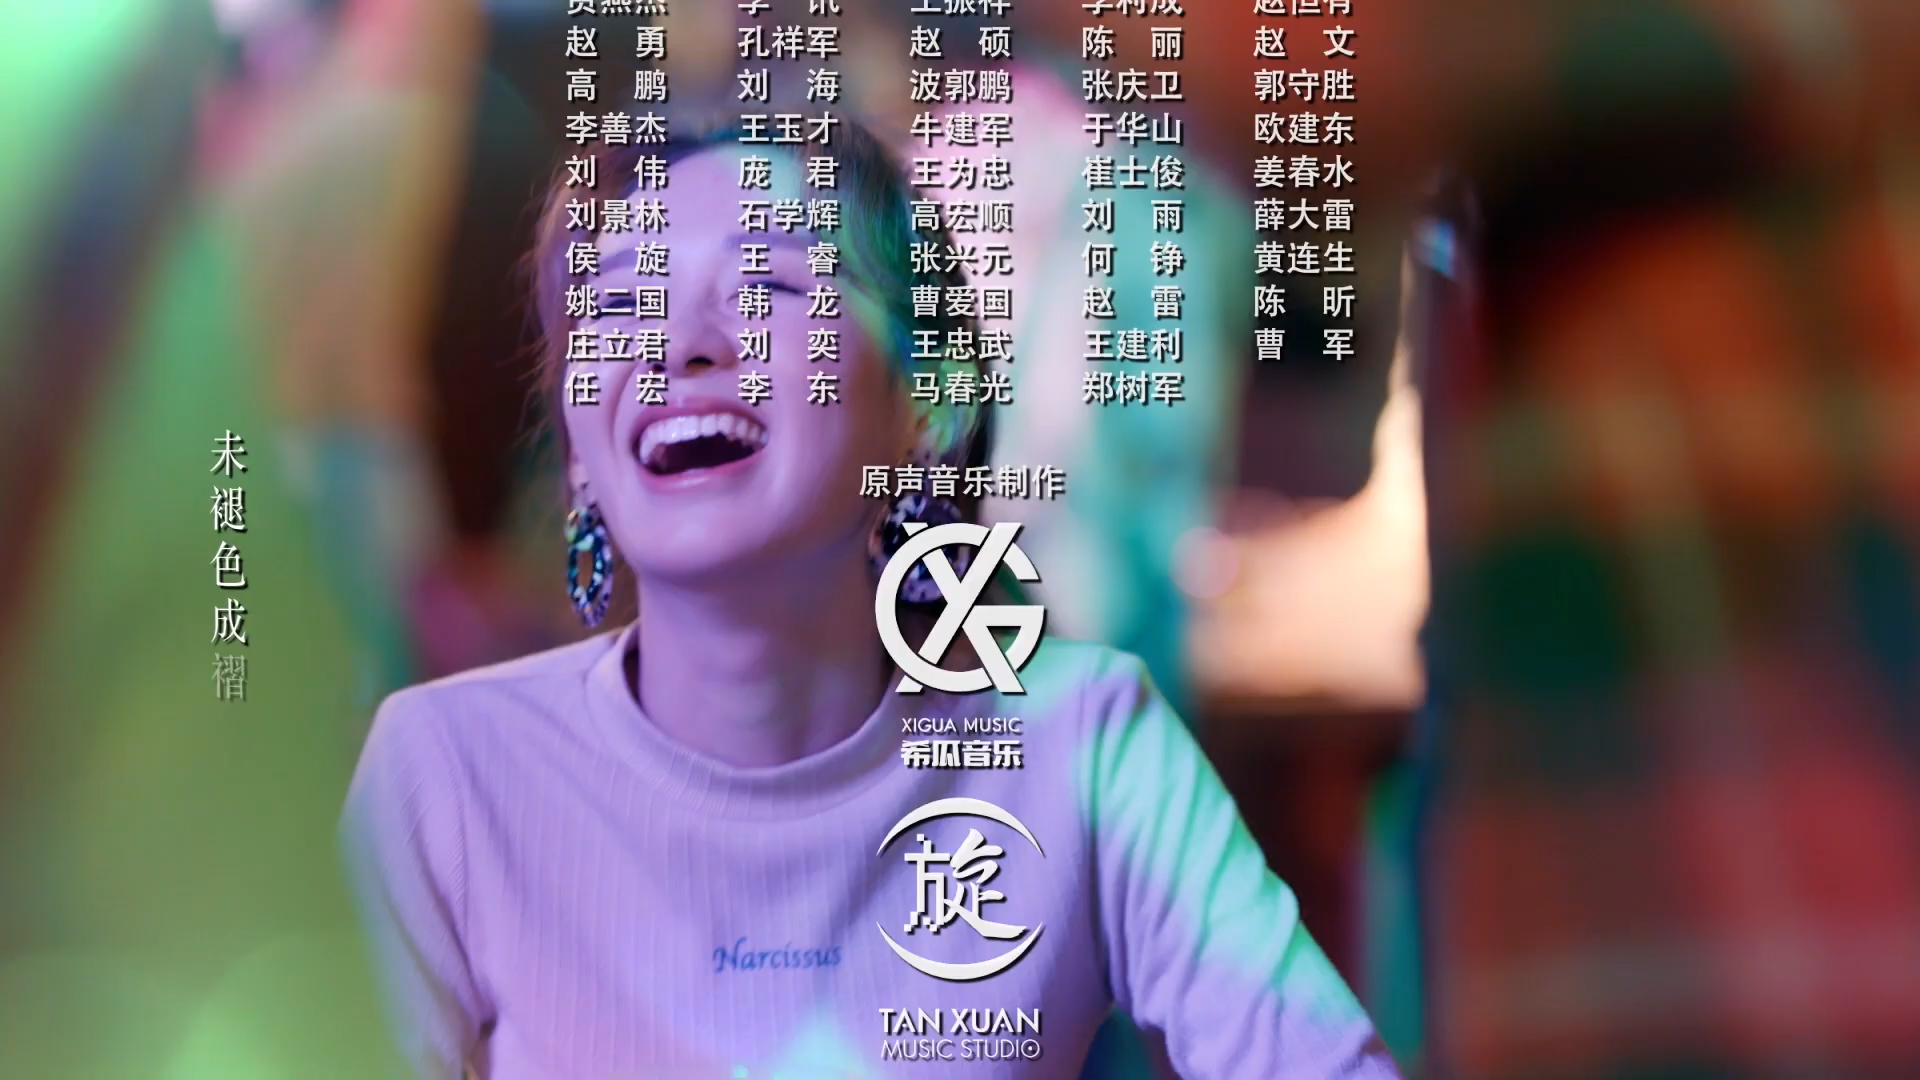 赵勇 孔祥军 赵硕 陈丽 赵文
高鹏 刘海 波郭鹏 张庆卫 郭守胜
李善杰 王玉才 牛建军 于华山 欧建东
刘伟 庞君 王为忠 崔士俊 姜春水
刘景林 石学辉 高宏顺 刘雨 薛大雷
侯旋 王睿 张兴元 何铮 黄连生
姚二国 韩龙 曹爱国 赵雷 陈昕
庄立君 刘奕 王忠武 王建利 曹军
任宏 李东 马春光 郑树军
未褪色成褶
原声音乐制作
XG
XIGUA MUSIC
希瓜音乐
旋
Narcissus
TAN XUAN
MUSIC STUDIO